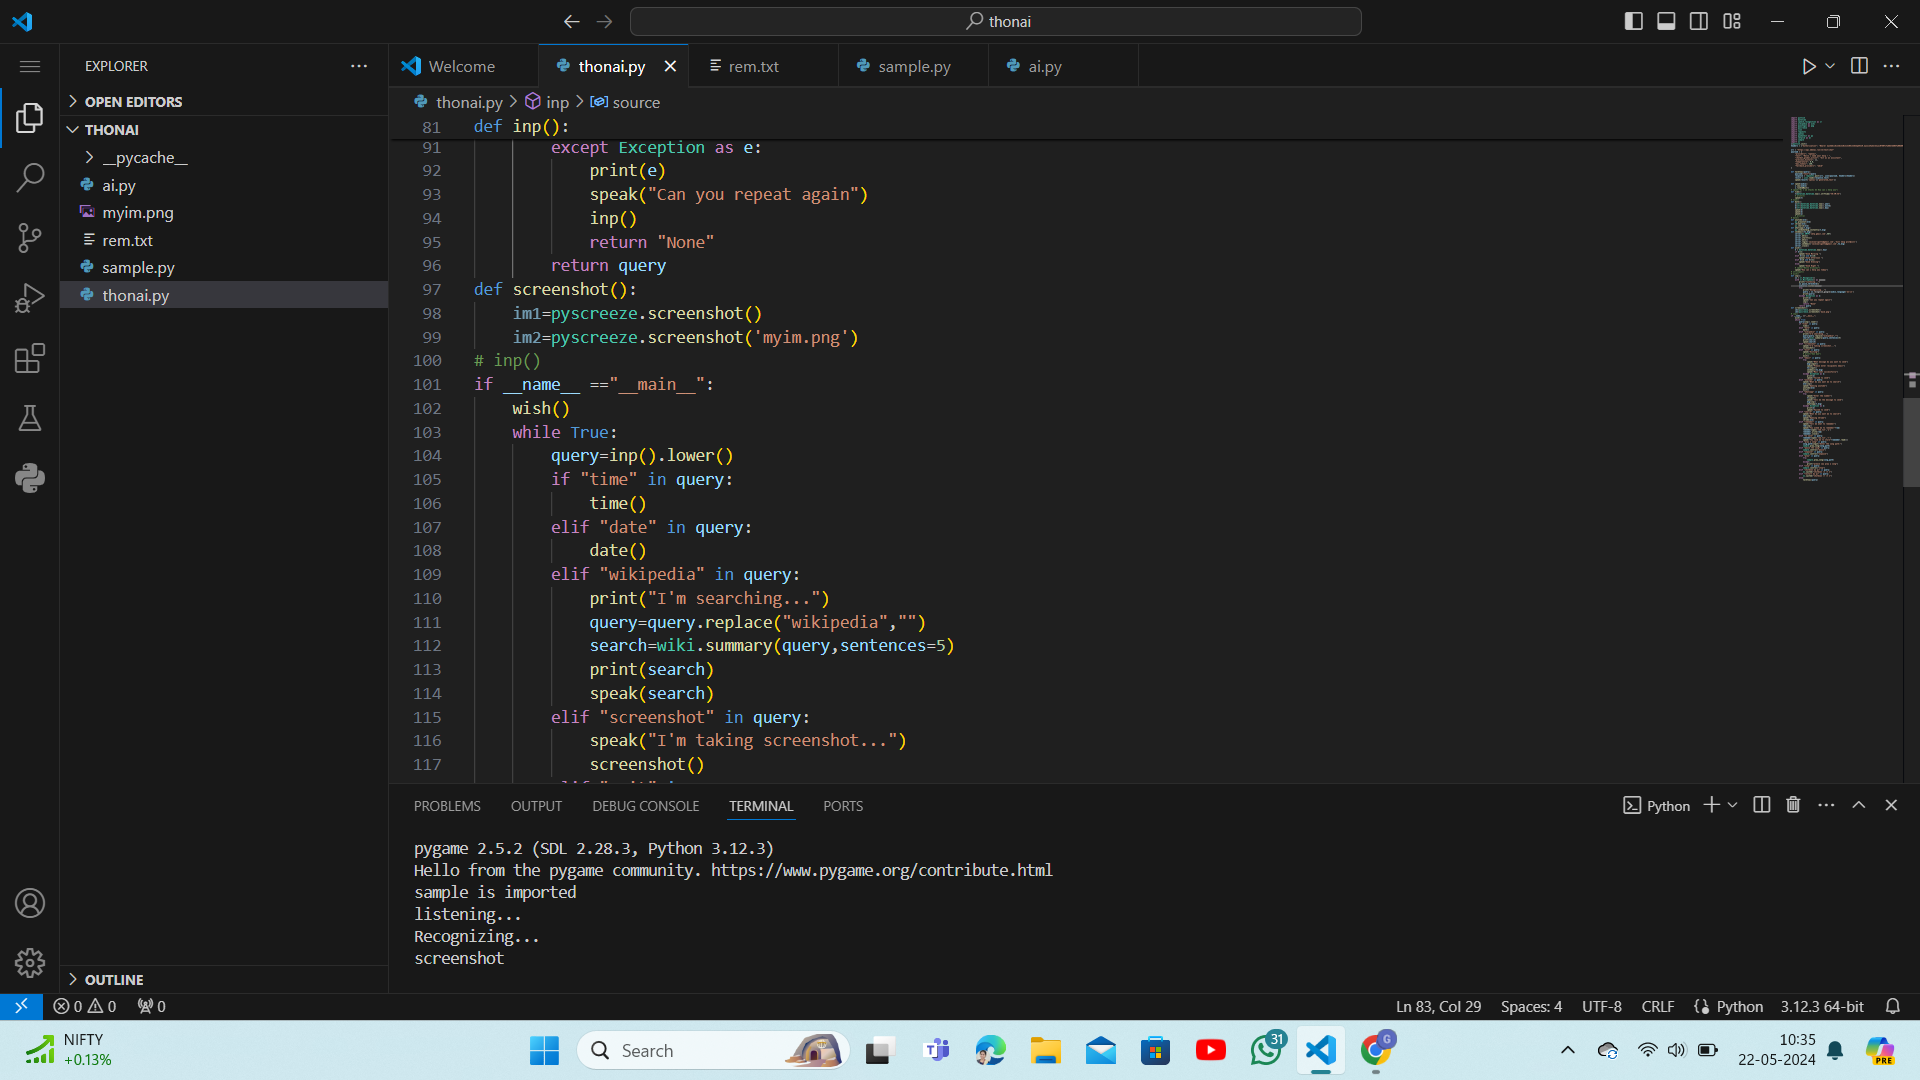 thonai
EXPLORER
OPEN EDITORS
THONAI
__pycache__
ai.py
myim.png
rem.txt
sample.py
thonai.py
OUTLINE
Welcome
thonai.py
rem.txt
sample.py
ai.py
thonai.py > inp > source
81 def inp():
91 except Exception as e:
92 print(e)
93 speak("Can you repeat again")
94 inp()
95 return "None"
96 return query
97 def screenshot():
98 im1=pyscreeze.screenshot()
99 im2=pyscreeze.screenshot('myim.png')
100 # inp()
101 if __name__ =="__main__":
102 wish()
103 while True:
104 query=inp().lower()
105 if "time" in query:
106 time()
107 elif "date" in query:
108 date()
109 elif "wikipedia" in query:
110 print("I'm searching...")
111 query=query.replace("wikipedia","")
112 search=wiki.summary(query,sentences=5)
113 print(search)
114 speak(search)
115 elif "screenshot" in query:
116 speak("I'm taking screenshot...")
117 screenshot()
PROBLEMS OUTPUT DEBUG CONSOLE TERMINAL PORTS
Python
pygame 2.5.2 (SDL 2.28.3, Python 3.12.3)
Hello from the pygame community. https://www.pygame.org/contribute.html
sample is imported
listening...
Recognizing...
screenshot
0 0 0
Ln 83, Col 29 Spaces: 4 UTF-8 CRLF Python 3.12.3 64-bit
NIFTY
+0.13%
Search
31
G
10:35
22-05-2024
PRE